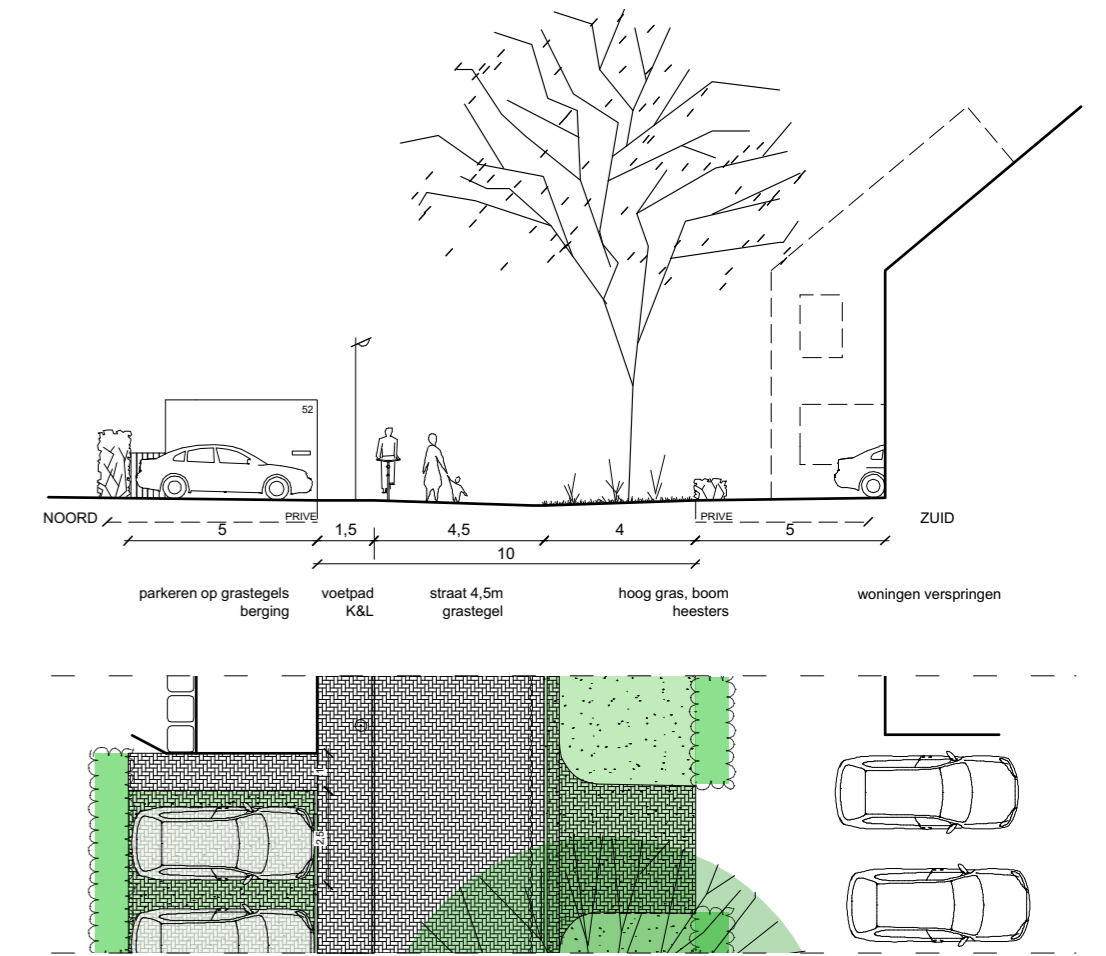 52
NOORD
PRIVE
PRIVE
ZUID
5
1,5
4,5
4
5
10
parkeren op grastegels
berging
voetpad
K&L
straat 4,5m
grastegel
hoog gras, boom
heesters
woningen verspringen
1
2,5